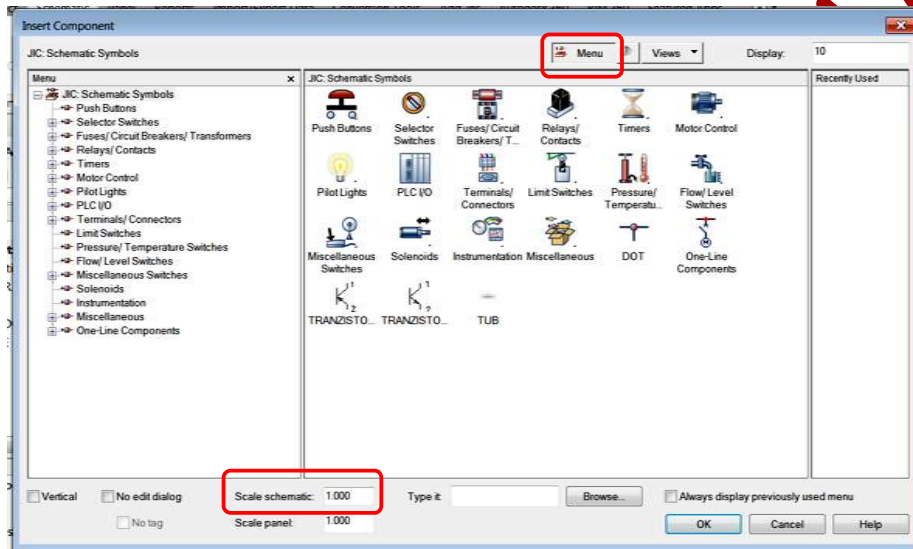 Insert Component
JIC: Schematic Symbols
Menu
Views
Display:
10
Menu
x
JIC: Schematic Symbols
Push Buttons
Selector Switches
Fuses/ Circuit Breakers/ Transformers
Relays/ Contacts
Timers
Motor Control
Pilot Lights
PLC I/O
Terminals/ Connectors
Limit Switches
Pressure/ Temperature Switches
Flow/ Level Switches
Miscellaneous Switches
Solenoids
Instrumentation
Miscellaneous
One-Line Components
JIC: Schematic Symbols
Push Buttons
Selector
Switches
Fuses/ Circuit
Breakers/ T...
Relays/
Contacts
Timers
Motor Control
Pilot Lights
PLC I/O
Terminals/
Connectors
Limit Switches
Pressure/
Temperatu...
Flow/ Level
Switches
Miscellaneous
Switches
Solenoids
Instrumentation
Miscellaneous
DOT
One-Line
Components
TRANZISTO...
TRANZISTO...
TUB
Recently Used
Vertical
No edit dialog
Scale schematic:
1.000
Type it:
Browse...
Always display previously used menu
No tag
Scale panel:
1.000
OK
Cancel
Help